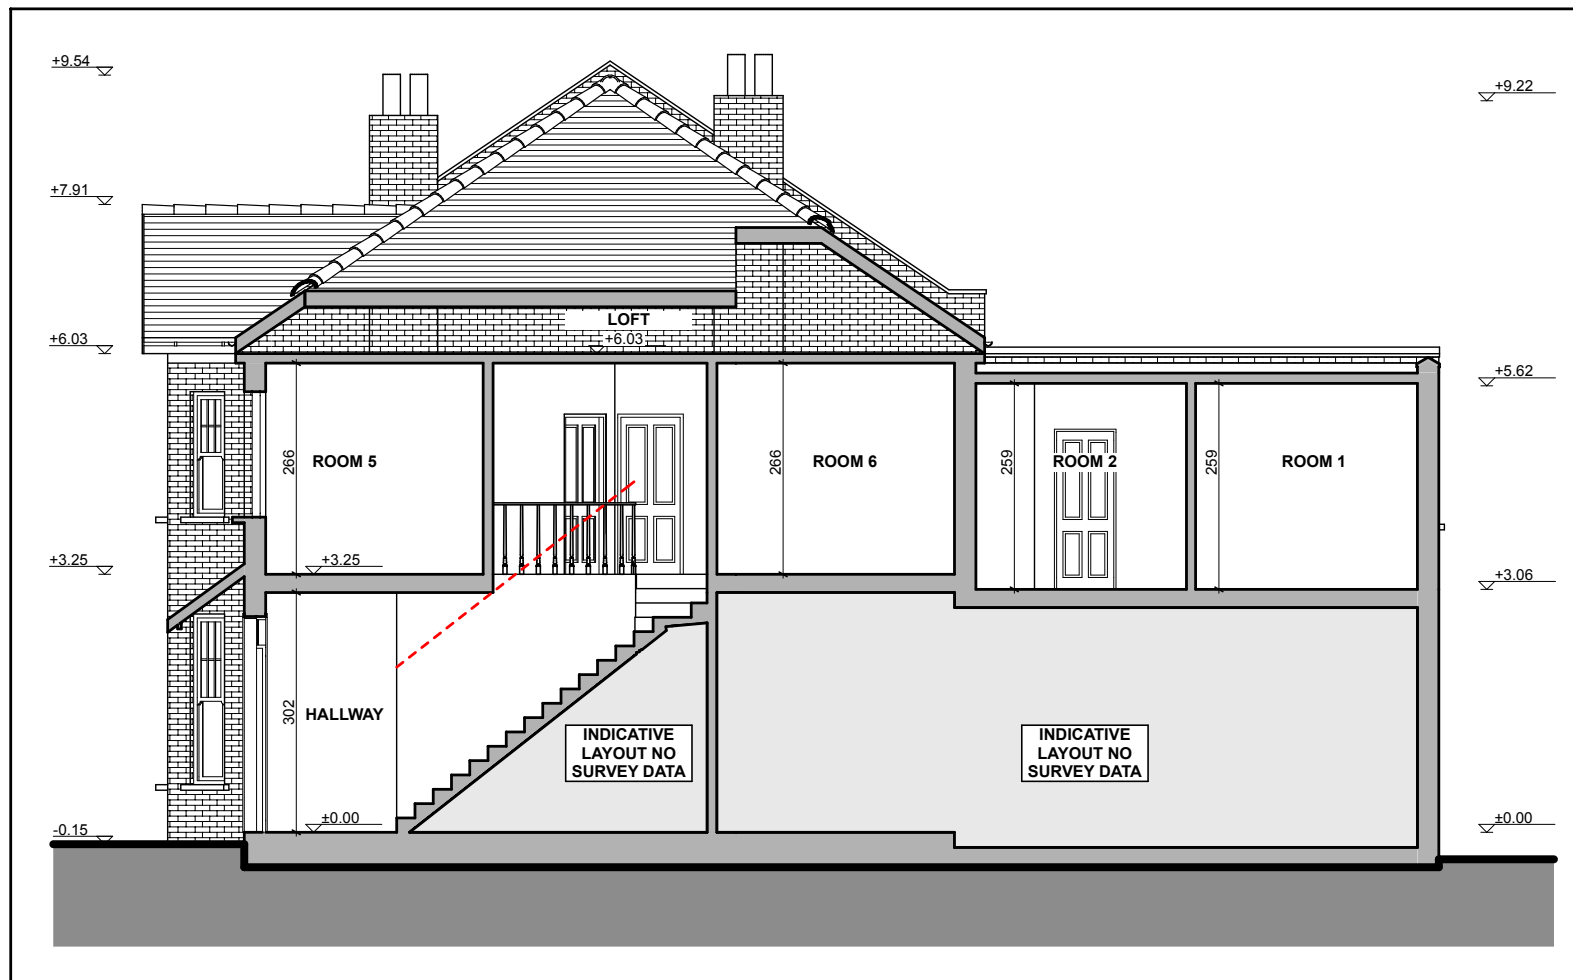 +9.54
+9.22
+7.91
LOFT
+6.03
+6.03
+5.62
ROOM 5
266
266
ROOM 6
259
ROOM 2
259
ROOM 1
+3.25
+3.25
+3.06
302
HALLWAY
INDICATIVE
LAYOUT NO
SURVEY DATA
INDICATIVE
LAYOUT NO
SURVEY DATA
-0.15
±0.00
±0.00